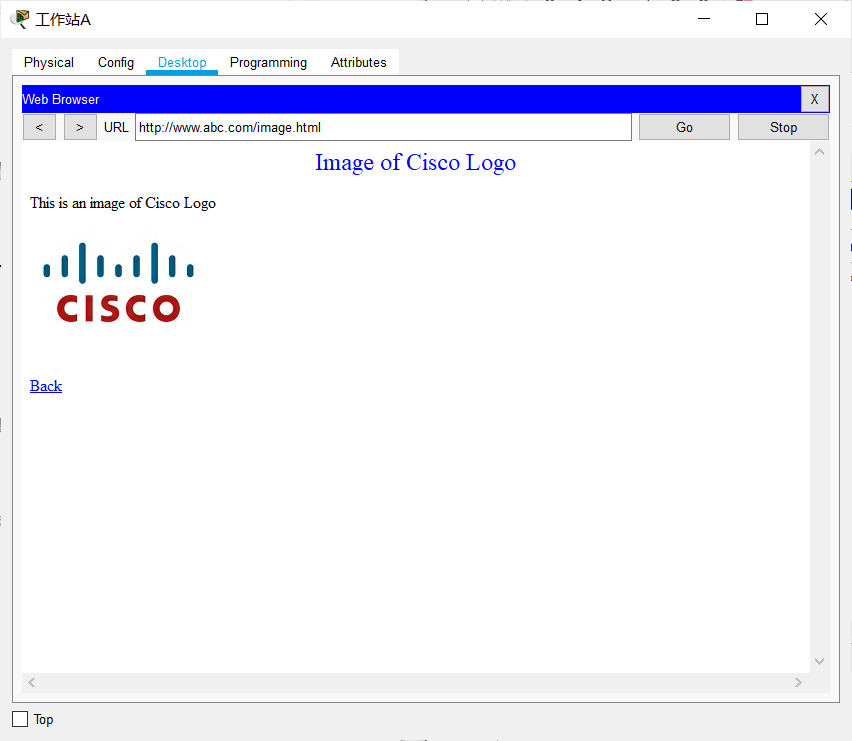 工作站A
Physical Config Desktop Programming Attributes
Web Browser X
< > URL http://www.abc.com/image.html Go Stop
Image of Cisco Logo
This is an image of Cisco Logo
CISCO
Back
Top